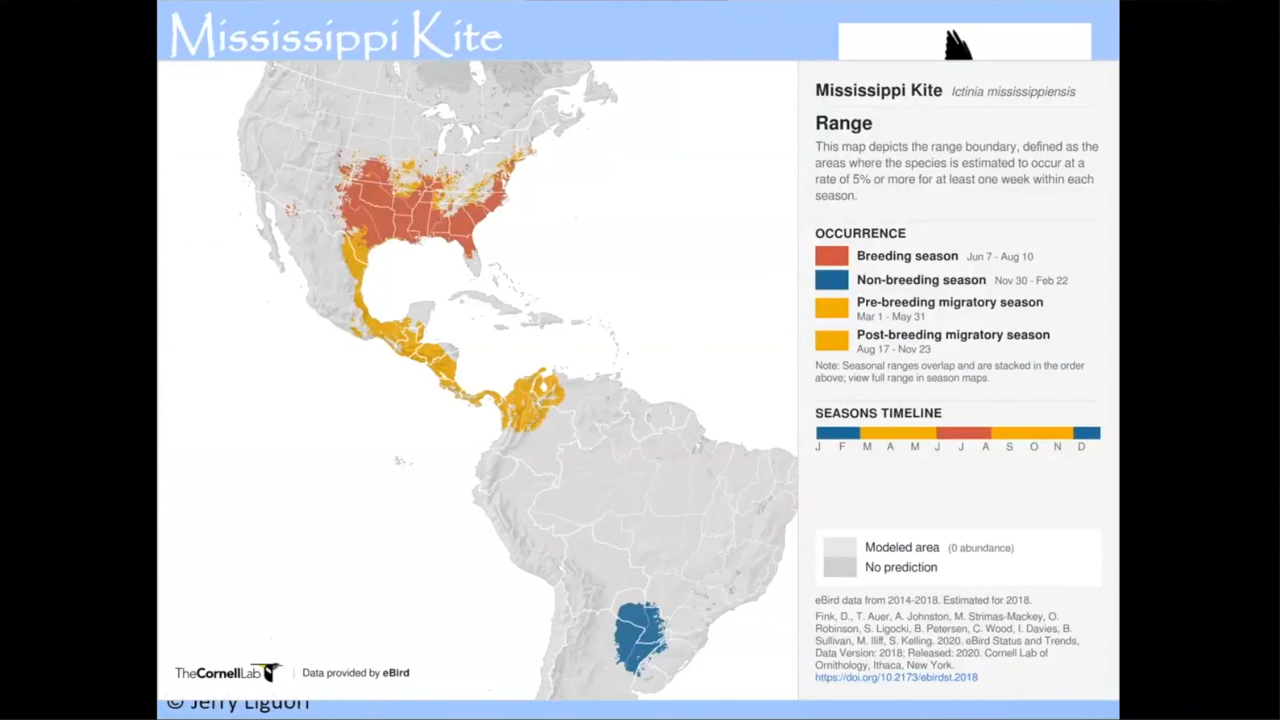 Mississippi Kite
Mississippi Kite Ictinia mississippiensis
Range
This map depicts the range boundary, defined as the
areas where the species is estimated to occur at a
rate of 5% or more for at least one week within each
season.
OCCURRENCE
Breeding season Jun 7 - Aug 10
Non-breeding season Nov 30 - Feb 22
Pre-breeding migratory season
Mar 1 - May 31
Post-breeding migratory season
Aug 17 - Nov 23
Note: Seasonal ranges overlap and are stacked in the order
above; view full range in season maps.
SEASONS TIMELINE
J F M A M J J A S O N D
Modeled area (0 abundance)
No prediction
eBird data from 2014-2018. Estimated for 2018.
Fink, D., T. Auer, A. Johnston, M. Strimas-Mackey, O.
Robinson, S. Ligocki, B. Petersen, C. Wood, I. Davies, B.
Sullivan, M. Iliff, S. Kelling. 2020. eBird Status and Trends,
Data Version: 2018; Released: 2020. Cornell Lab of
Ornithology, Ithaca, New York.
https://doi.org/10.2173/ebirdst.2018
TheCornellLab Data provided by eBird
© Jerry Liguori